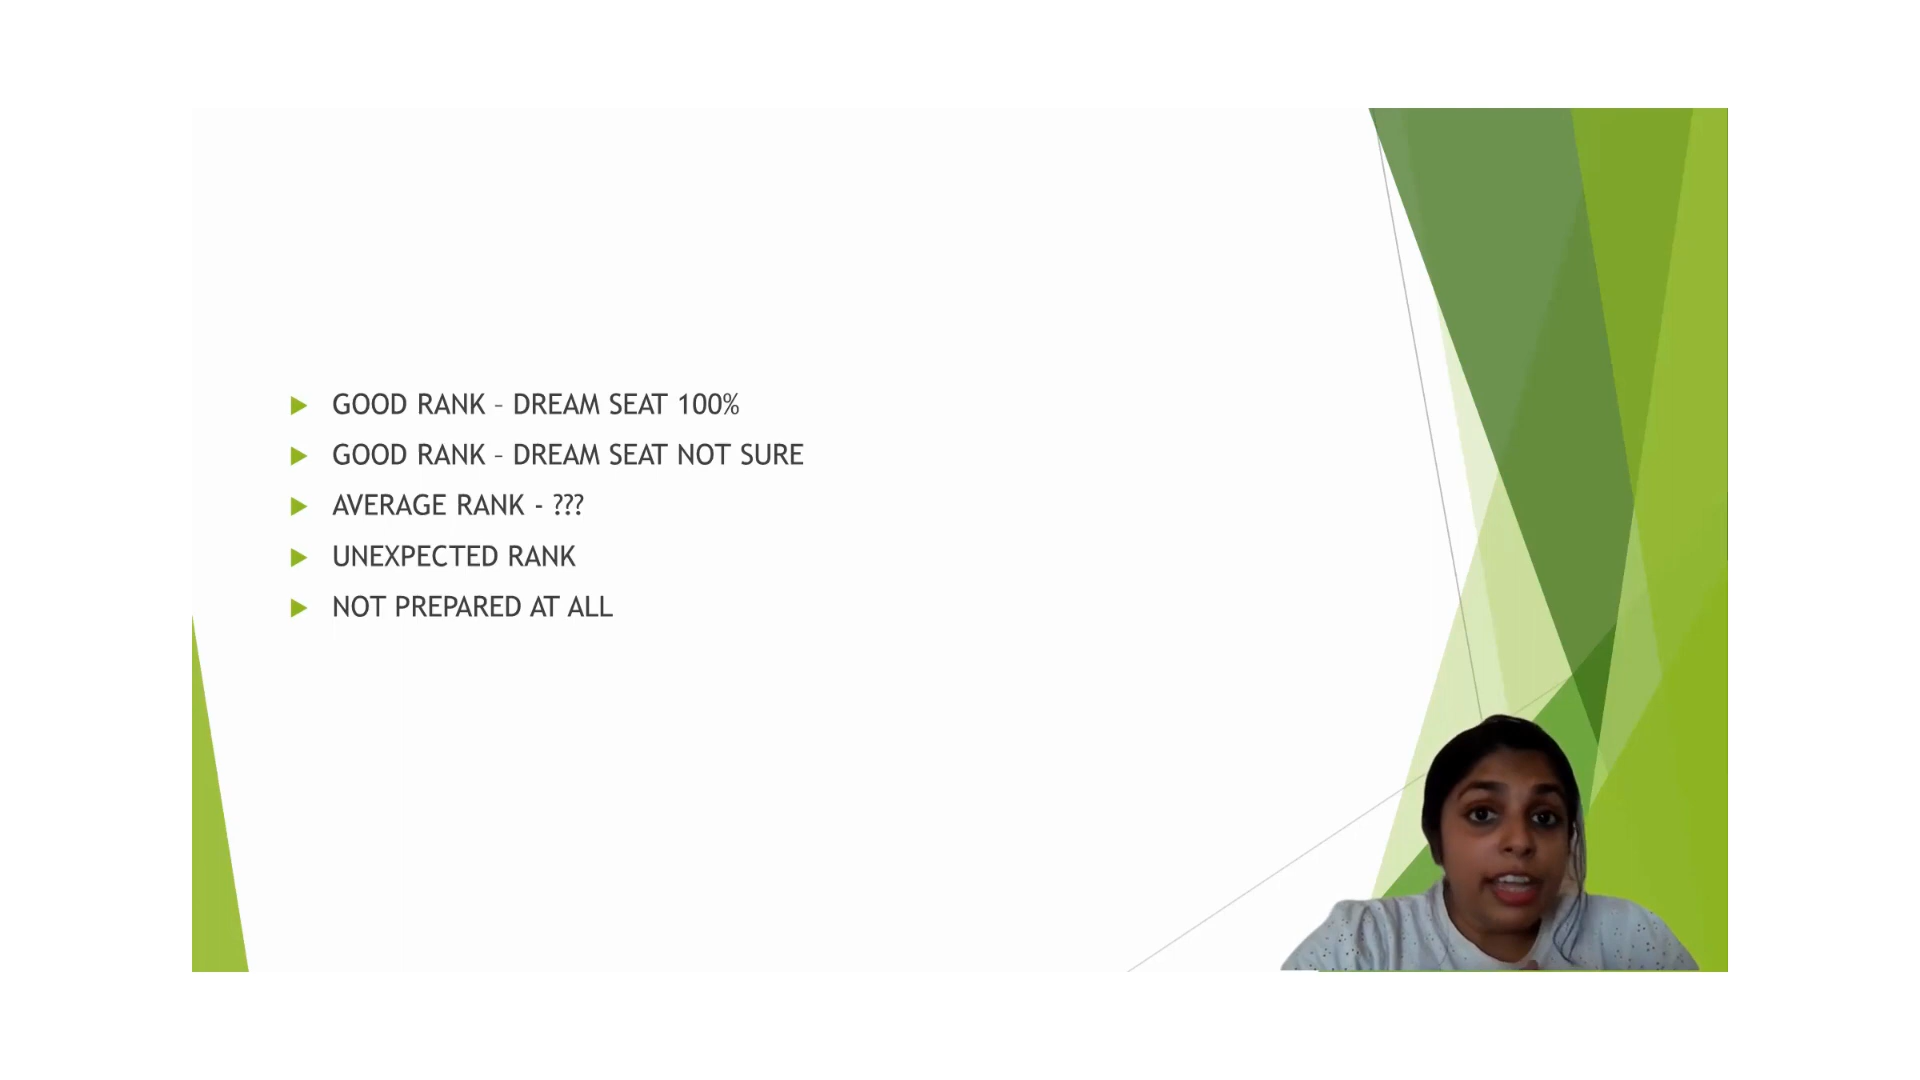 GOOD RANK – DREAM SEAT 100%
GOOD RANK – DREAM SEAT NOT SURE
AVERAGE RANK - ???
UNEXPECTED RANK
NOT PREPARED AT ALL